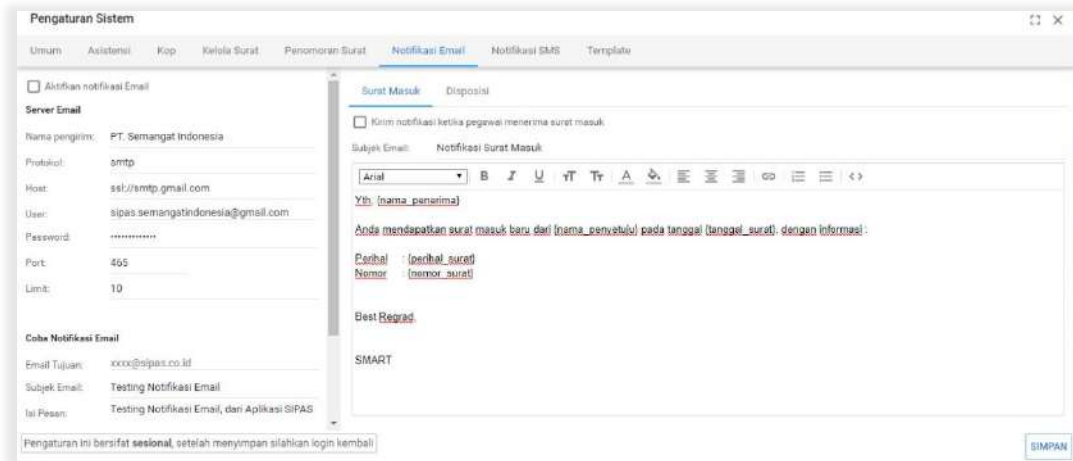 Pengaturan Sistem
Umum Asistensi Kop Kelola Surat Penomoran Surat Notifikasi Email Notifikasi SMS Template
Aktifkan notifikasi Email
Server Email
Nama pengirim: PT. Semangat Indonesia
Protokol: smtp
Host: ssl://smtp.gmail.com
User: sipas.semangatindonesia@gmail.com
Password: •••••••••••••
Port: 465
Limit: 10
Coba Notifikasi Email
Email Tujuan: xxxx@sipas.co.id
Subjek Email: Testing Notifikasi Email
Isi Pesan: Testing Notifikasi Email, dari Aplikasi SIPAS
Surat Masuk Disposisi
Kirim notifikasi ketika pegawai menerima surat masuk
Subjek Email: Notifikasi Surat Masuk
Arial B I U TT Tr A < >
Yth. {nama_penerima}
Anda mendapatkan surat masuk baru dari {nama_penyetuju} pada tanggal {tanggal_surat}. dengan informasi :
Perihal : {perihal_surat}
Nomor : {nomor_surat}
Best Regrad,
SMART
Pengaturan ini bersifat sesional, setelah menyimpan silahkan login kembali
SIMPAN